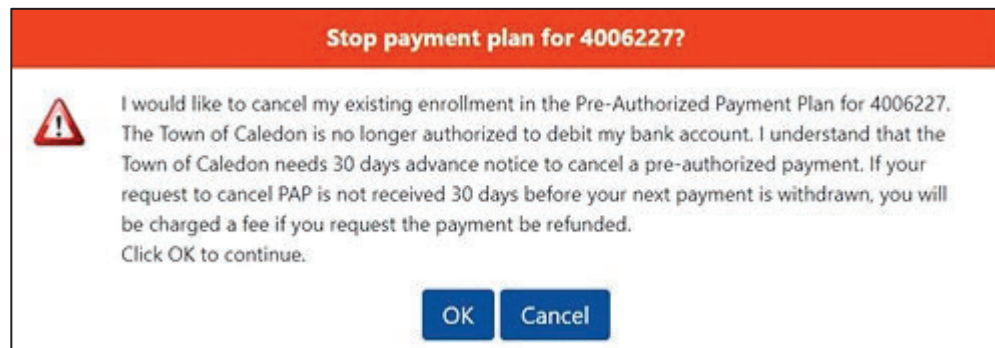 Stop payment plan for 4006227?
I would like to cancel my existing enrollment in the Pre-Authorized Payment Plan for 4006227.
The Town of Caledon is no longer authorized to debit my bank account. I understand that the
Town of Caledon needs 30 days advance notice to cancel a pre-authorized payment. If your
request to cancel PAP is not received 30 days before your next payment is withdrawn, you will
be charged a fee if you request the payment be refunded.
Click OK to continue.
OK Cancel